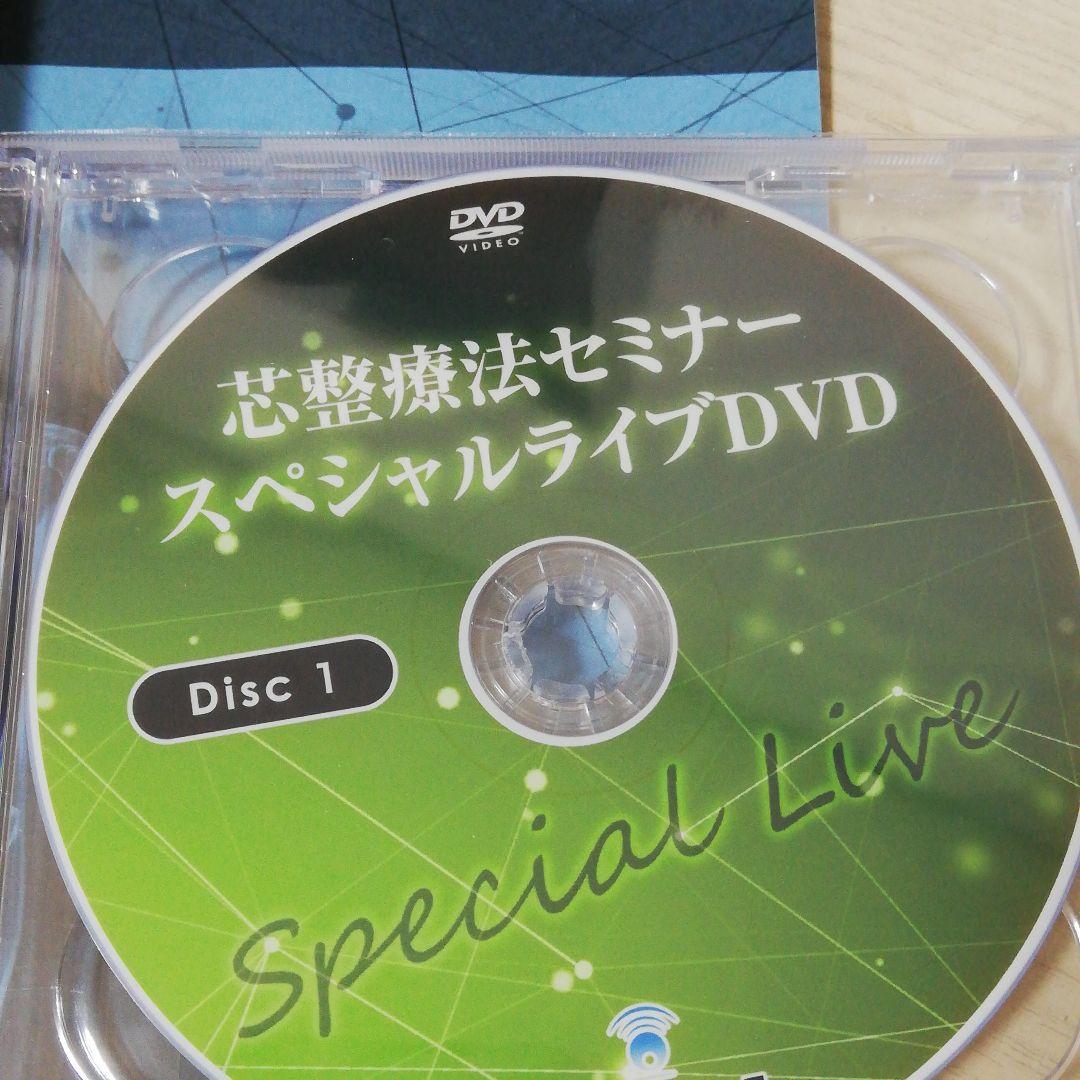 DVD
VIDEO
芯整療法セミナー
スペシャルライブDVD
Disc 1
Special Live